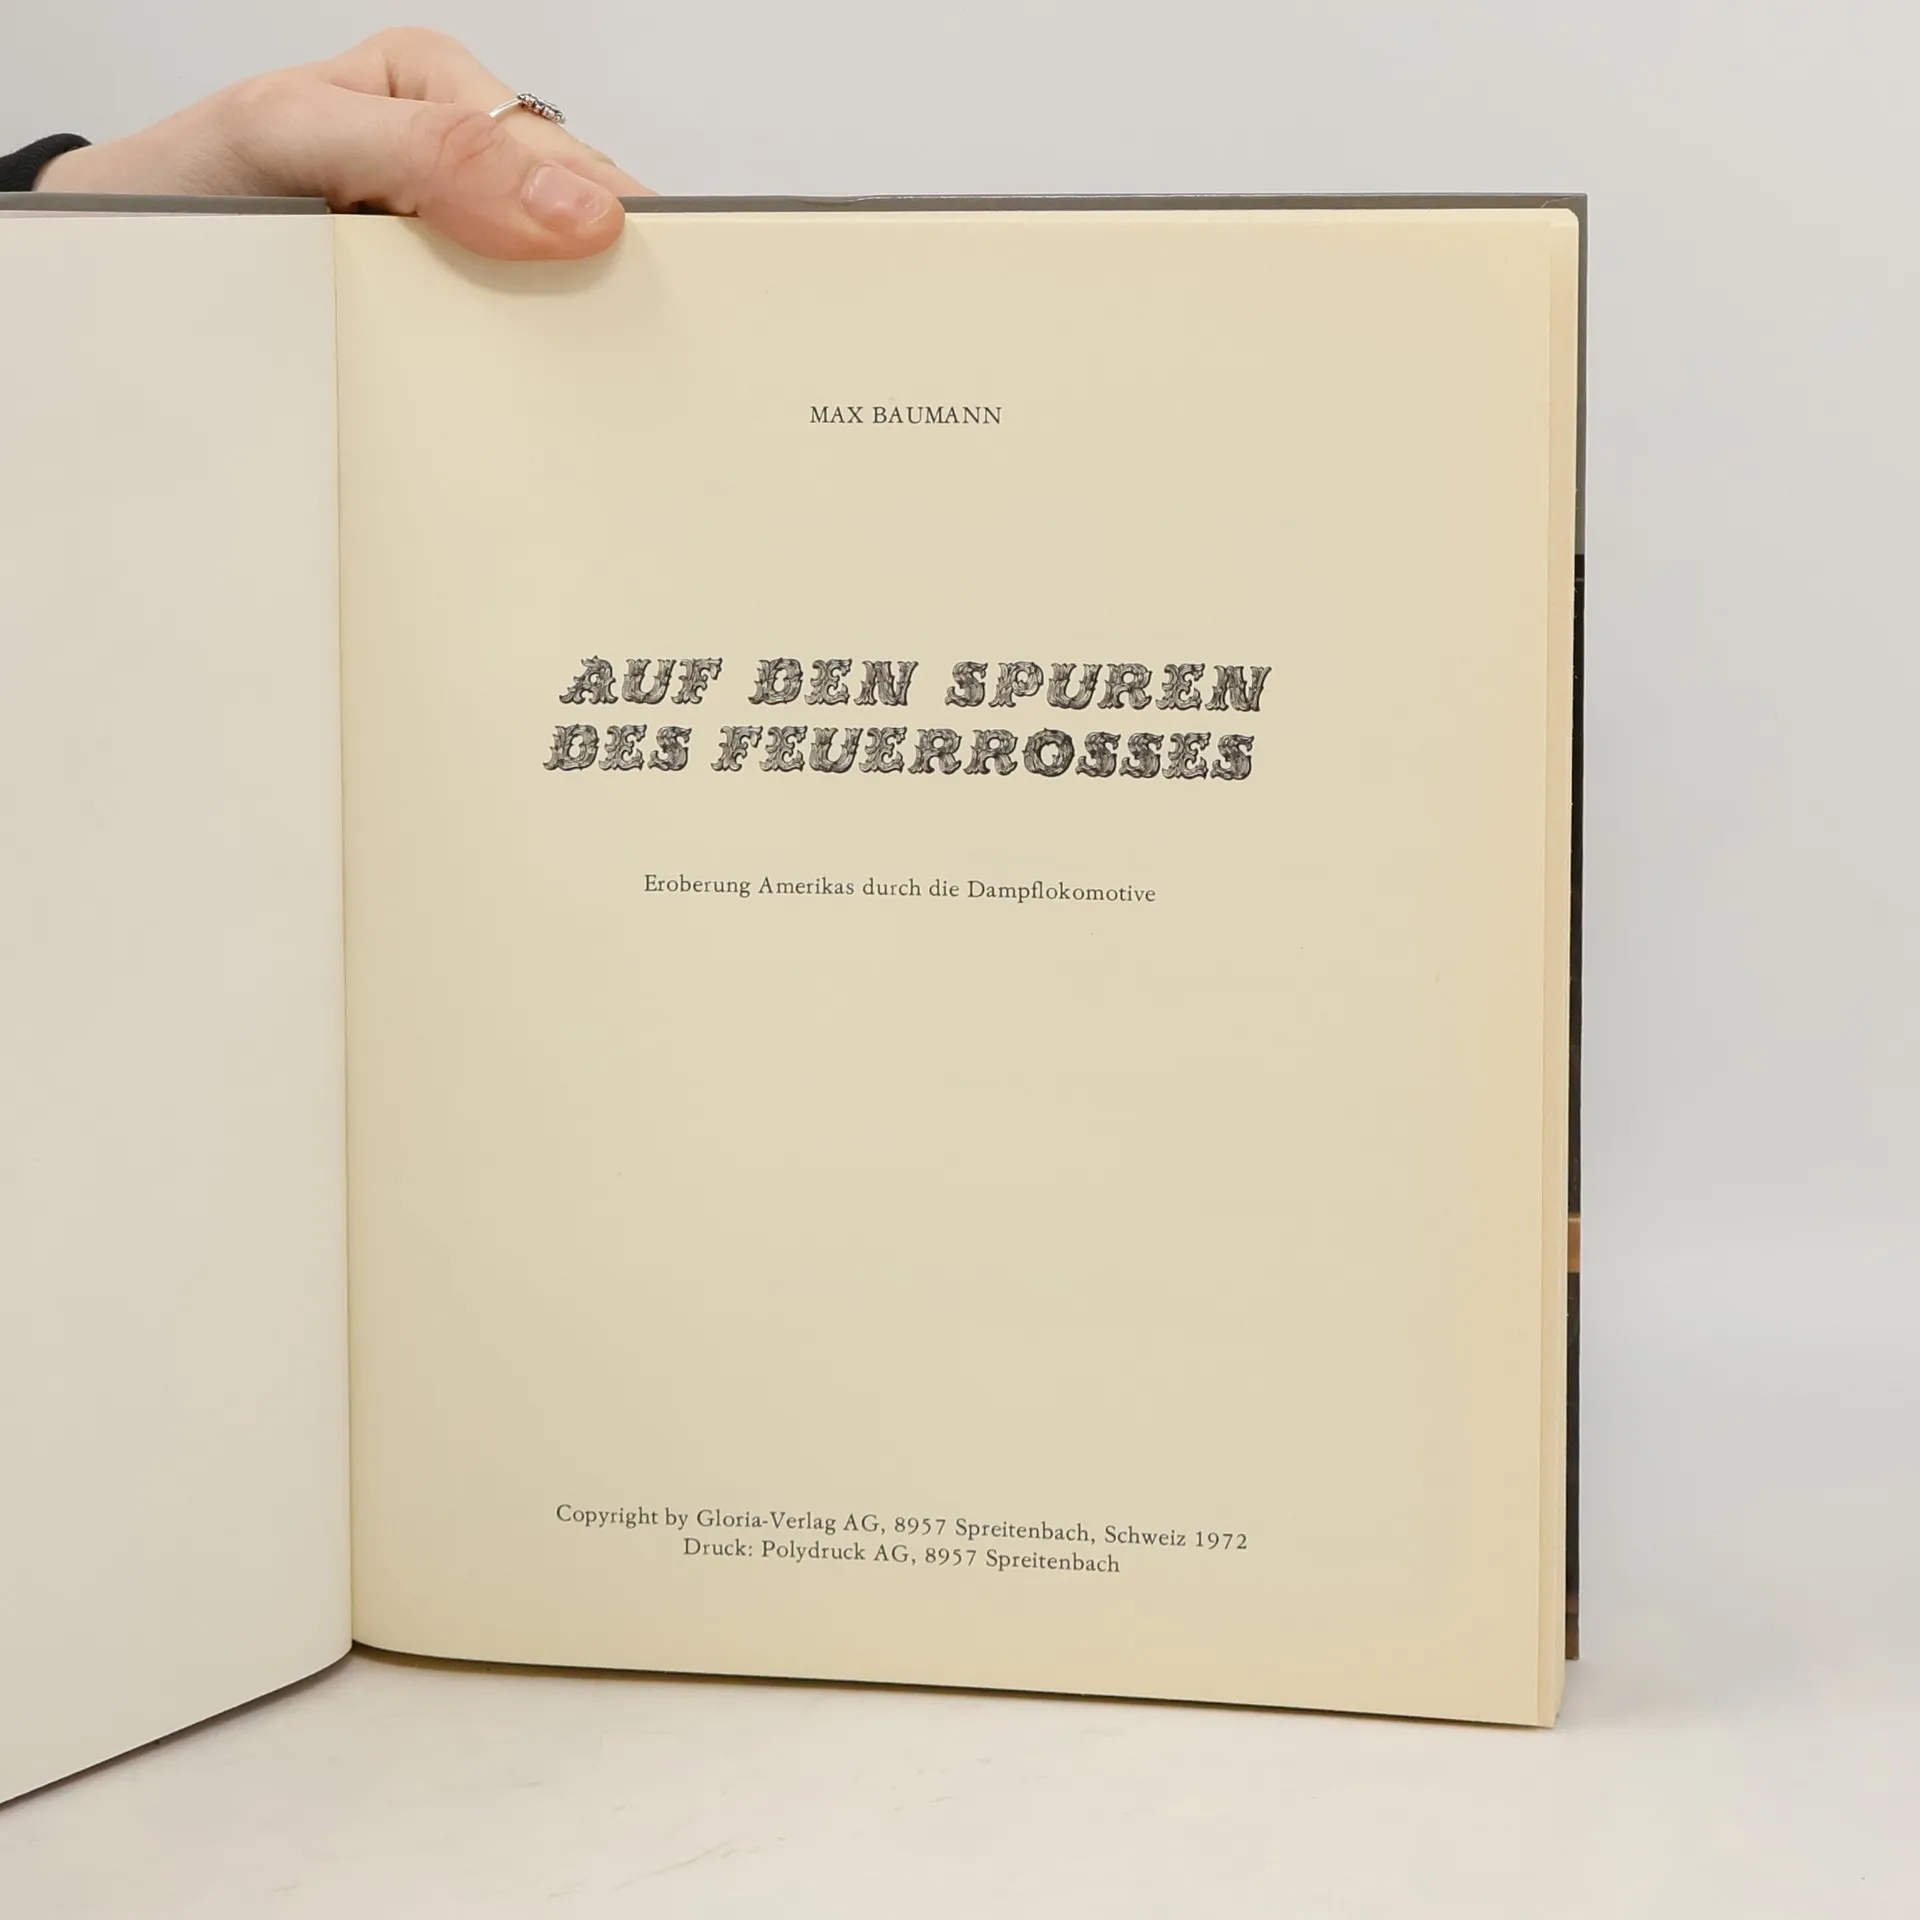 MAX BAUMANN
AUF DEN SPUREN
DES FEUERROSSES
Eroberung Amerikas durch die Dampflokomotive
Copyright by Gloria-Verlag AG, 8957 Spreitenbach, Schweiz 1972
Druck: Polydruck AG, 8957 Spreitenbach